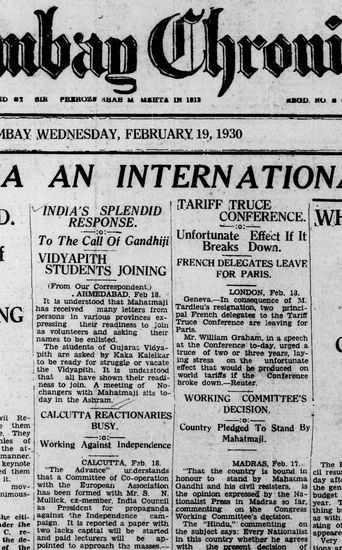 mbay Chroni
ED BY SIR PHEROZE SHAH M. MEHTA IN 1913 REGD. NO. B
MBAY, WEDNESDAY, FEBRUARY 19, 1930
A AN INTERNATIONA
D.
f
NG
INDIA'S SPLENDID
RESPONSE.
:o:
To The Call Of Gandhiji
VIDYAPITH
STUDENTS JOINING
(From Our Correspondent.)
AHMEDABAD, Feb 18.
It is understood that Mahatmaji
has received many letters from
persons in various provinces ex-
pressing their readiness to join
as volunteers and asking their
names to be enlisted.
The students of Gujarat Vidya-
pith are asked by Kaka Kalelkar
to be ready for struggle or vacate
the Vidyapith. It is understood
that all have shown their readi-
ness to join. A meeting of No-
changers with Mahatmaji sits to-
day in the Ashram.
CALCUTTA REACTIONARIES
BUSY.
:o:
Working Against Independence
CALCUTTA, Feb. 18.
"The Advance" understands
that a Committee of Co-operation
with the European Association
has been formed with Mr. S. N.
Mullick, ex-member, India Council
as President for propaganda
against the Independence cam-
paign. It is reported a paper with
two lacks capital will be started
and paid lecturers will be ap-
pointed to approach the masses.—
TARIFF TRUCE
CONFERENCE.
:o:
Unfortunate Effect If It
Breaks Down.
FRENCH DELEGATES LEAVE
FOR PARIS.
LONDON, Feb. 18.
Geneva.—In consequence of M.
Tardieu's resignation, two princi-
pal French delegates to the Tariff
Truce Conference are leaving for
Paris.
Mr. William Graham, in a speech
at the Conference to-day, urged a
truce of two or three years, lay-
ing stress on the unfortunate
effect that would be produced on
world tariffs if the Conference
broke down.—Reuter.
WORKING COMMITTEE'S
DECISION.
:o:
Country Pledged To Stand By
Mahatmaji.
MADRAS, Feb. 17.
"That the country is bound in
honour to stand by Mahatma
Gandhi and his civil resisters, is
the opinion expressed by the Na-
tionalist Press in Madras so far,
commenting on the Congress
Working Committee's decision.
The "Hindu," commenting on
the subject says: Every Nationalist
in this country whether he agrees
with the present decision of
WH